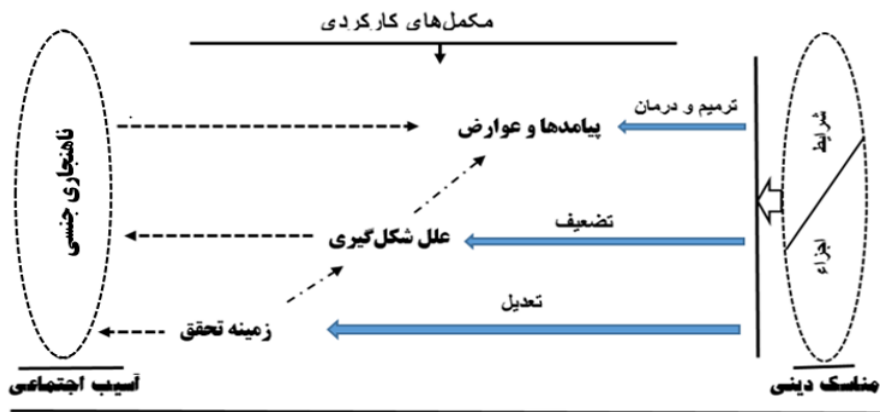 مکمل‌های کارکردی
ترمیم و درمان
پیامدها و عوارض
شرایط
ناهنجاری جنسی
تضعیف
علل شکل‌گیری
اجزاء
تعدیل
زمینه تحقق
مناسک دینی
آسیب اجتماعی